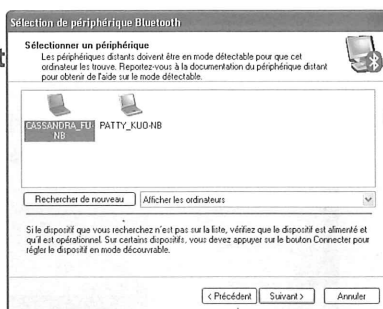 Sélection de périphérique Bluetooth
Sélectionner un périphérique
Les périphériques distants doivent être en mode détectable pour que cet
ordinateur les trouve. Reportez-vous à la documentation du périphérique distant
pour obtenir de l'aide sur le mode détectable.
t
CASSANDRA_FU-
NB
PATTY_KUO-NB
Rechercher de nouveau
Afficher les ordinateurs
Si le dispositif que vous recherchez n'est pas sur la liste, vérifiez que le dispositif est alimenté et
qu'il est opérationnel. Sur certains dispositifs, vous devez appuyer sur le bouton Connecter pour
régler le dispositif en mode découvrable.
< Précédent
Suivant >
Annuler